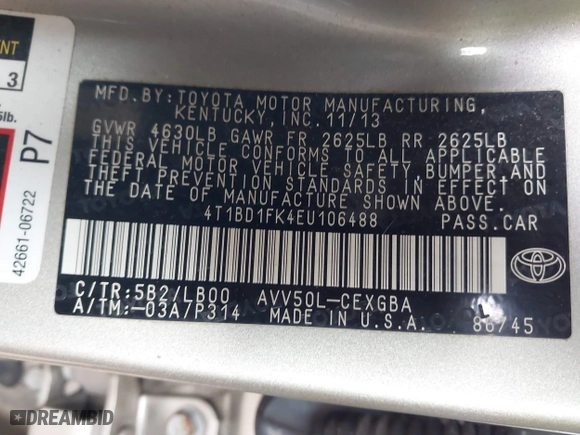 ENT
3
lb.
P7
42661-06722
MFD.BY:TOYOTA MOTOR MANUFACTURING,
KENTUCKY, INC. 11/13
GVWR 4630LB GAWR FR 2625LB RR 2625LB
THIS VEHICLE CONFORMS TO ALL APPLICABLE
FEDERAL MOTOR VEHICLE SAFETY, BUMPER, AND
THEFT PREVENTION STANDARDS IN EFFECT ON
THE DATE OF MANUFACTURE SHOWN ABOVE.
4T1BD1FK4EU106488 PASS.CAR
C/TR:5B2/LB00 AVV50L-CEXGBA
A/TM:-03A/P314 MADE IN U.S.A. 86/45
L
DREAMBID